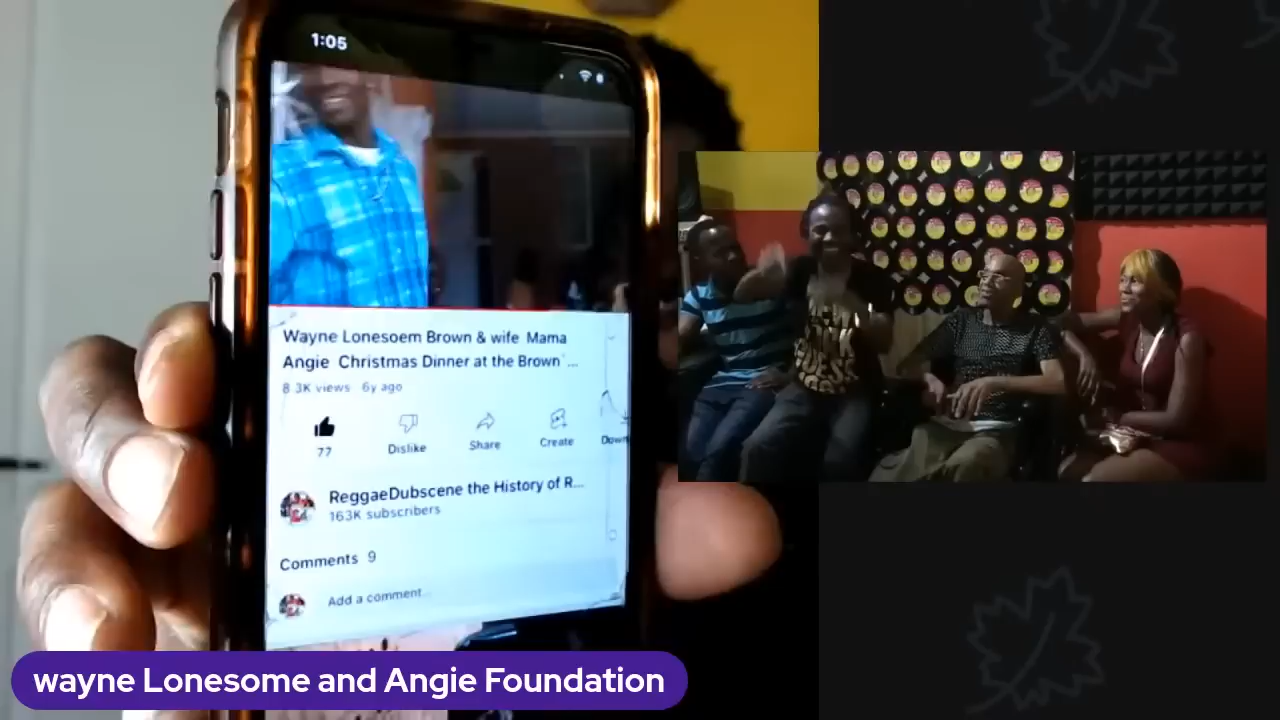 1:05
Wayne Lonesoem Brown & wife Mama
Angie Christmas Dinner at the Brown' ...
8.3K views 6y ago
77
Dislike
Share
Create
Down
ReggaeDubscene the History of R...
163K subscribers
Comments 9
Add a comment...
wayne Lonesome and Angie Foundation